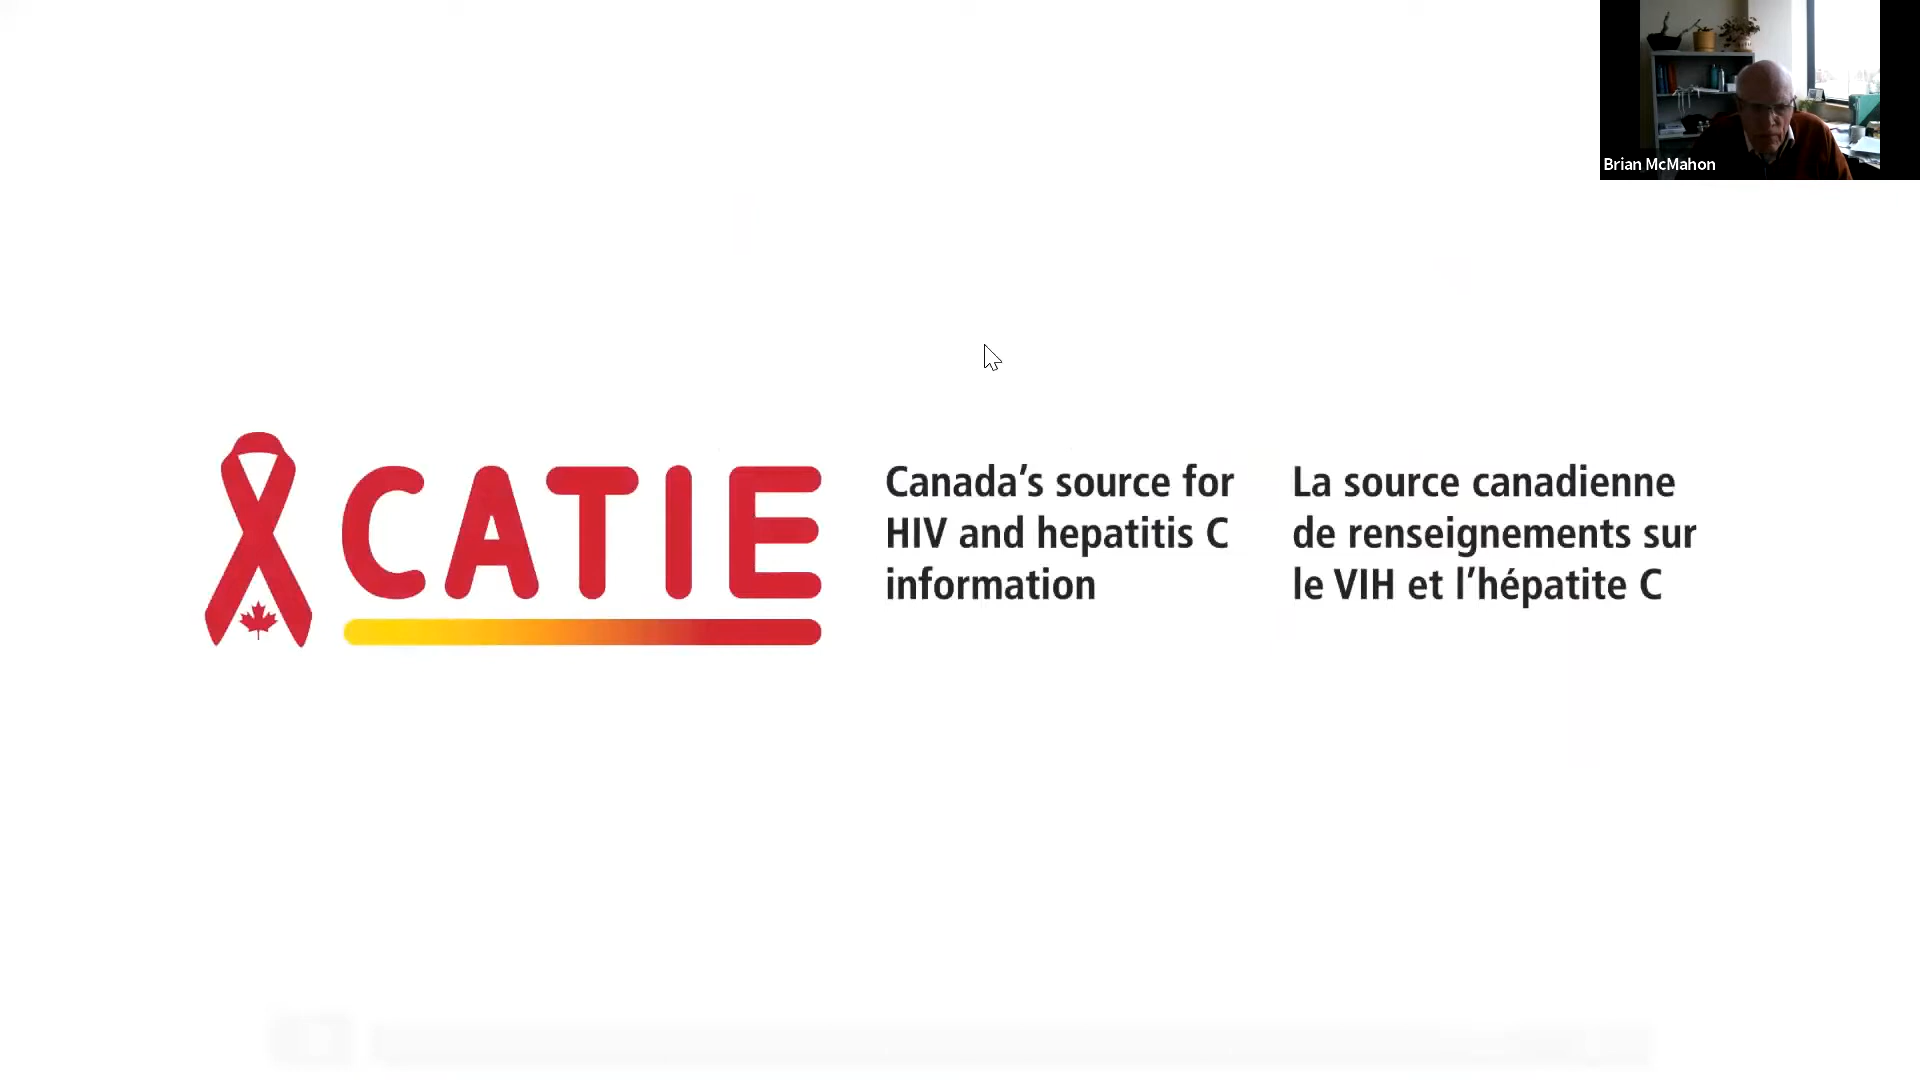 Brian McMahon
CATIE
Canada's source for
HIV and hepatitis C
information
La source canadienne
de renseignements sur
le VIH et l'hépatite C